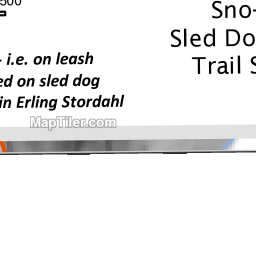 500
Sno-
Sled Do
Trail S
- i.e. on leash
ed on sled dog
in Erling Stordahl
MapTiler.com